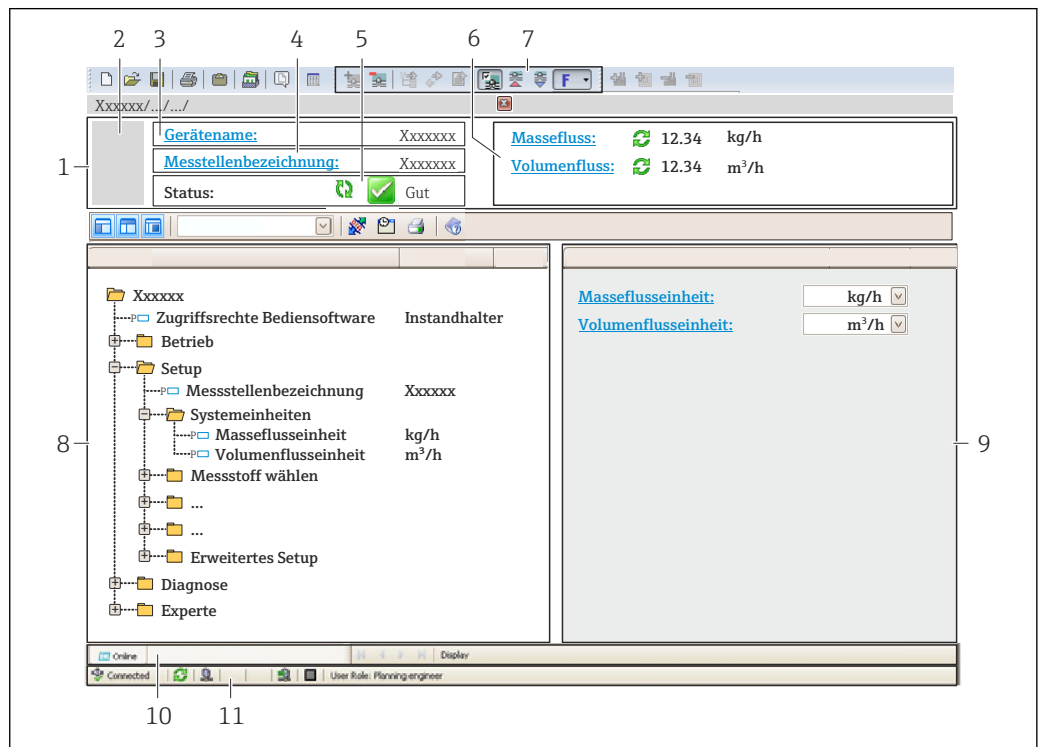 2 3 4 5 6 7
F
Xxxxxx/.../.../
1
Gerätename: Xxxxxxx
Messtellenbezeichnung: Xxxxxxx
Status: Gut
Massefluss: 12.34 kg/h
Volumenfluss: 12.34 m³/h
Xxxxxx
P Zugriffsrechte Bediensoftware Instandhalter
Betrieb
Setup
P Messstellenbezeichnung Xxxxxx
Systemeinheiten
P Masseflusseinheit kg/h
P Volumenflusseinheit m³/h
Messstoff wählen
...
...
Erweitertes Setup
Diagnose
Experte
8
Masseflusseinheit: kg/h
Volumenflusseinheit: m³/h
9
Online Display
Connected User Role: Planning engineer
10 11